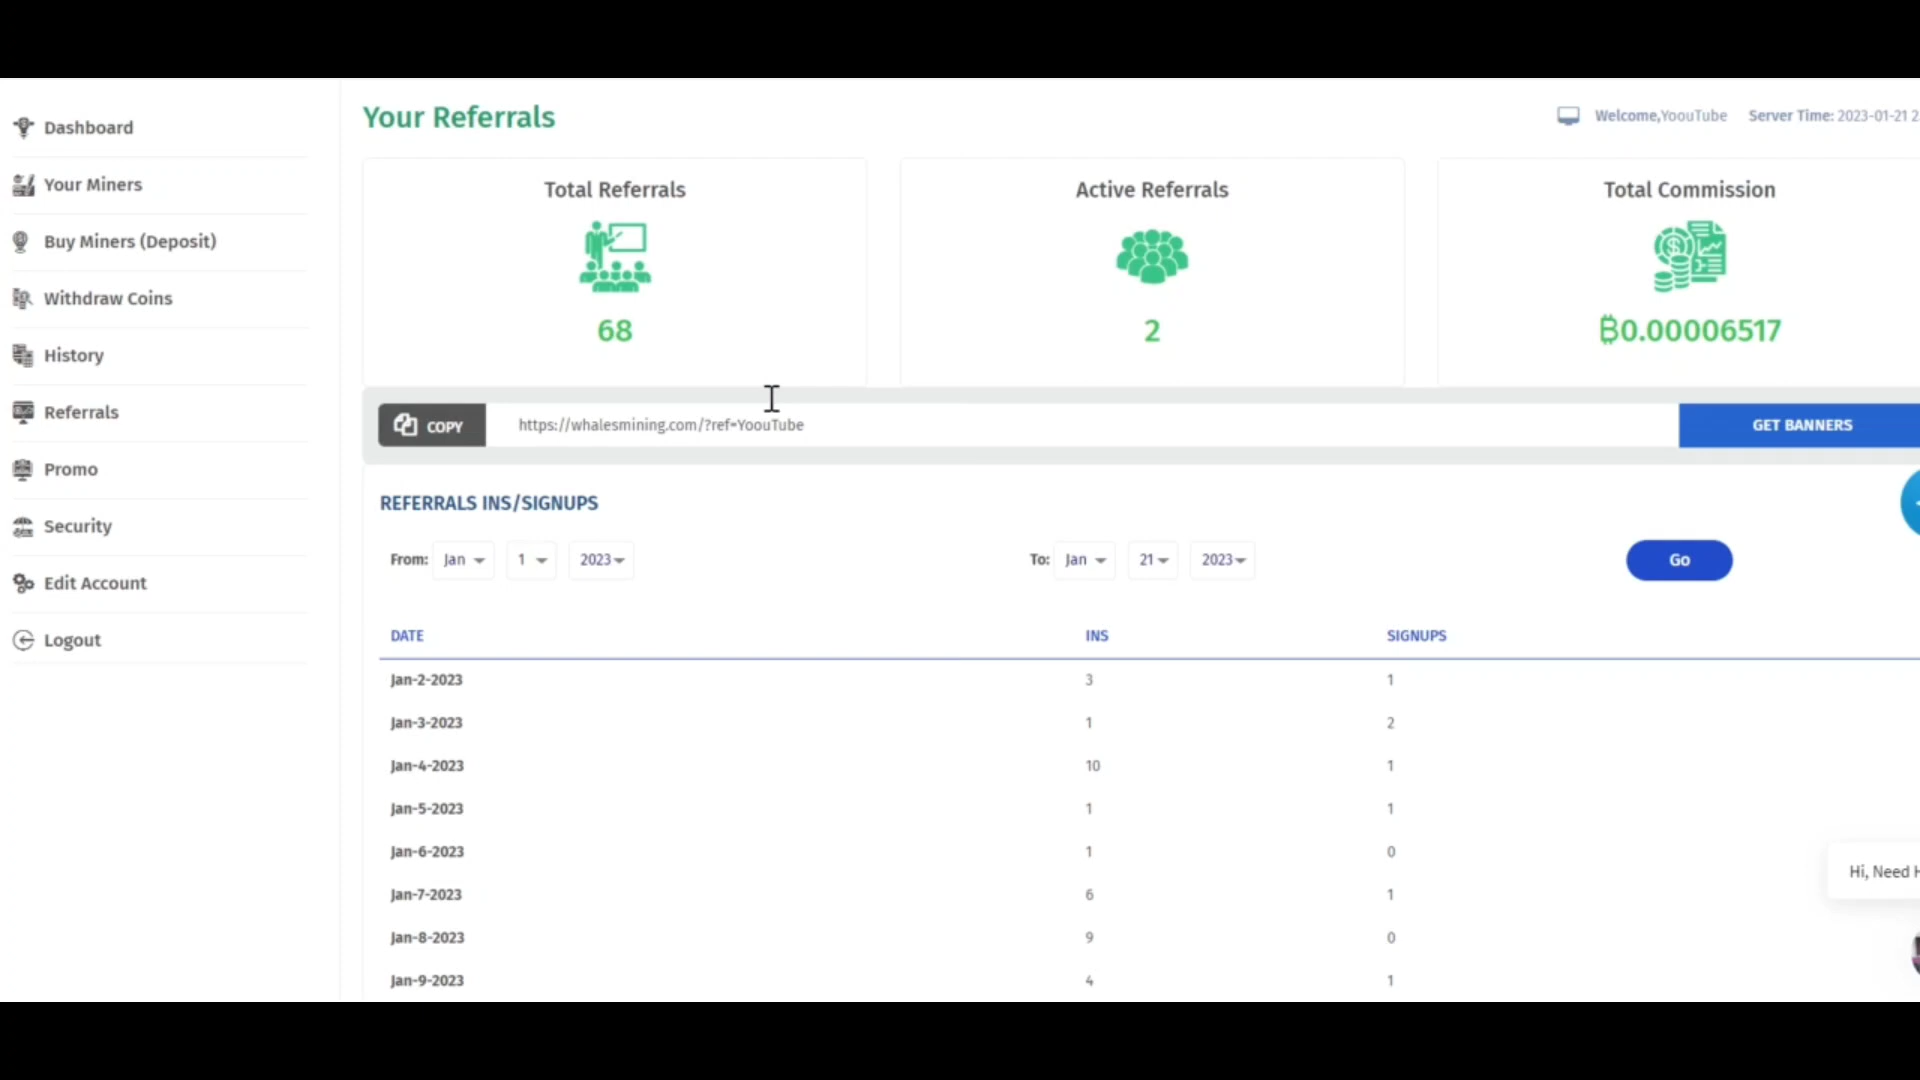 Dashboard
Your Miners
Buy Miners (Deposit)
Withdraw Coins
History
Referrals
Promo
Security
Edit Account
Logout
Your Referrals
Welcome,YoouTube Server Time: 2023-01-21 2
Total Referrals
68
Active Referrals
2
Total Commission
฿0.00006517
COPY https://whalesmining.com/?ref=YoouTube GET BANNERS
REFERRALS INS/SIGNUPS
From: Jan 1 2023 To: Jan 21 2023 Go
DATE INS SIGNUPS
Jan-2-2023 3 1
Jan-3-2023 1 2
Jan-4-2023 10 1
Jan-5-2023 1 1
Jan-6-2023 1 0
Jan-7-2023 6 1
Jan-8-2023 9 0
Jan-9-2023 4 1
Hi, Need